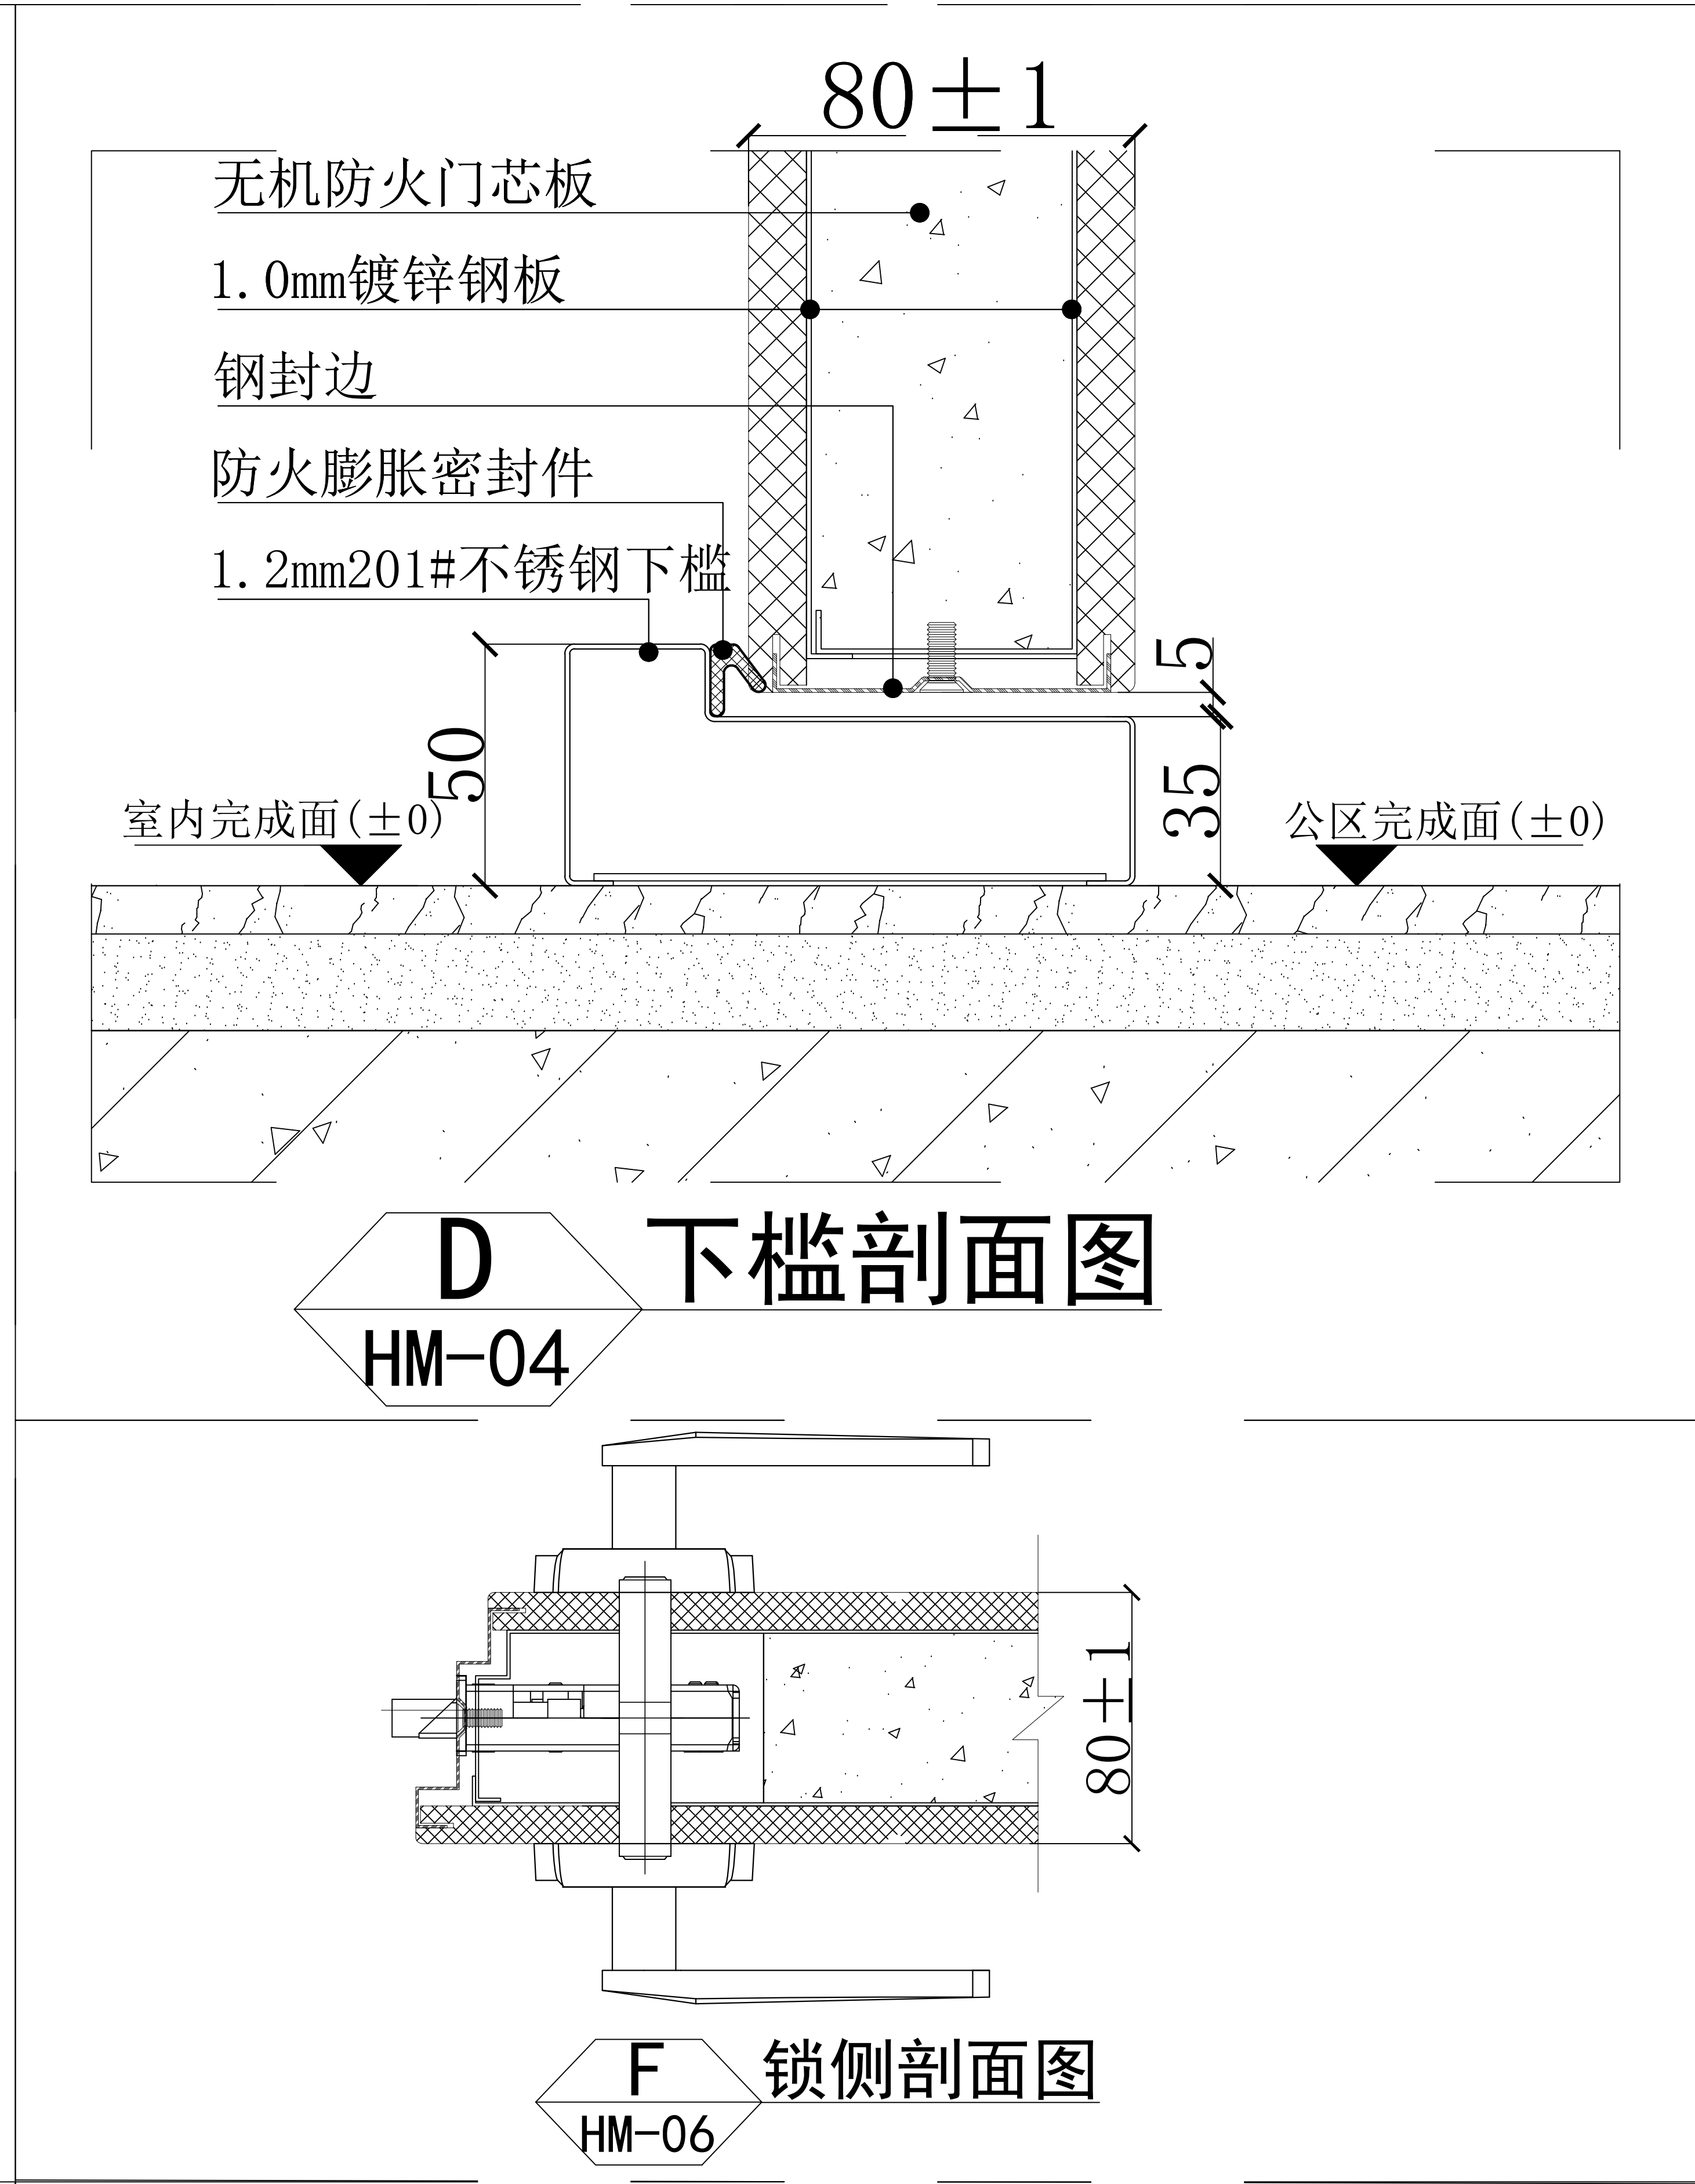 80±1
无机防火门芯板
1.0mm镀锌钢板
钢封边
防火膨胀密封件
1.2mm201#不锈钢下槛
5
50
35
室内完成面(±0)
公区完成面(±0)
D
下槛剖面图
HM-04
80±1
F
锁侧剖面图
HM-06